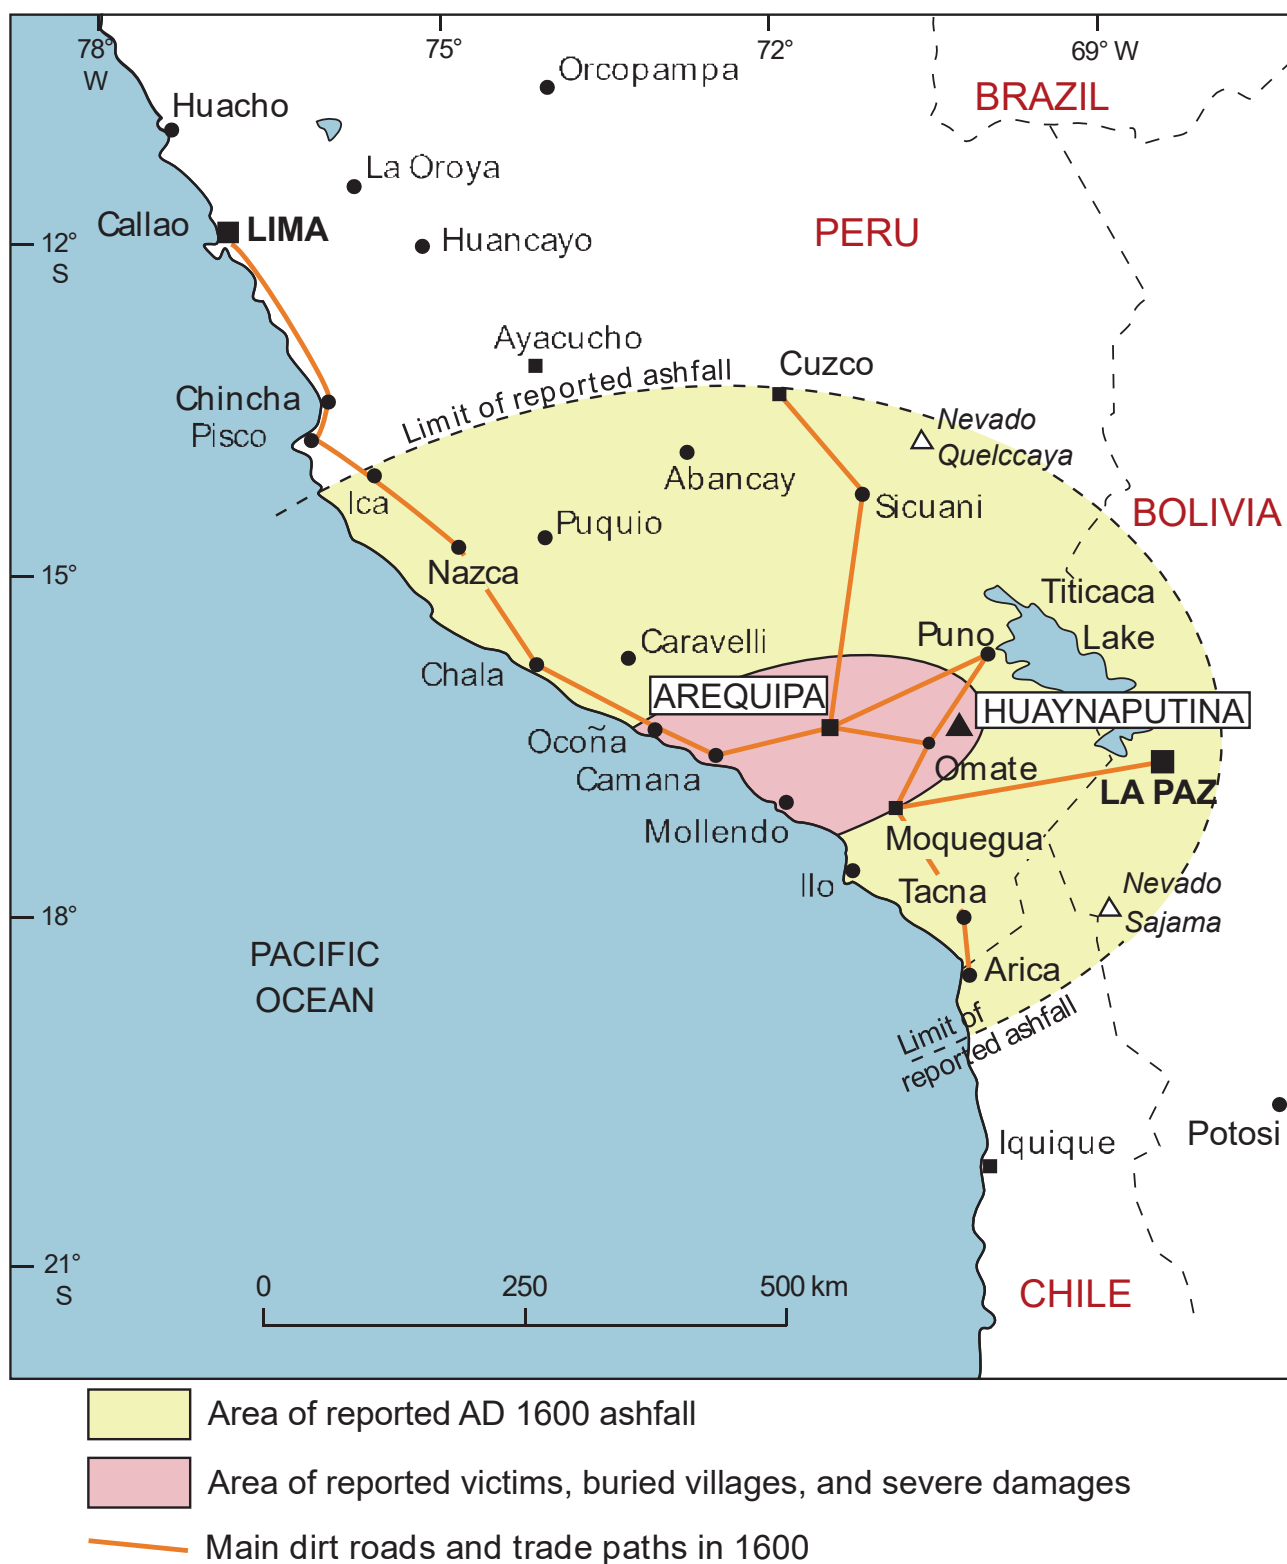 78°
W
75°
72°
69° W
Orcopampa
BRAZIL
Huacho
La Oroya
Callao
LIMA
Huancayo
PERU
12°
S
Ayacucho
Cuzco
Limit of reported ashfall
Chincha
Pisco
Nevado
Quelccaya
Abancay
Ica
Sicuani
BOLIVIA
Puquio
Nazca
15°
Titicaca
Lake
Puno
Caravelli
Chala
AREQUIPA
HUAYNAPUTINA
Ocoña
Camana
Omate
LA PAZ
Mollendo
Moquegua
Ilo
Tacna
Nevado
Sajama
18°
PACIFIC
OCEAN
Arica
Limit of
reported ashfall
Potosi
Iquique
21°
S
0
250
500 km
CHILE
Area of reported AD 1600 ashfall
Area of reported victims, buried villages, and severe damages
Main dirt roads and trade paths in 1600